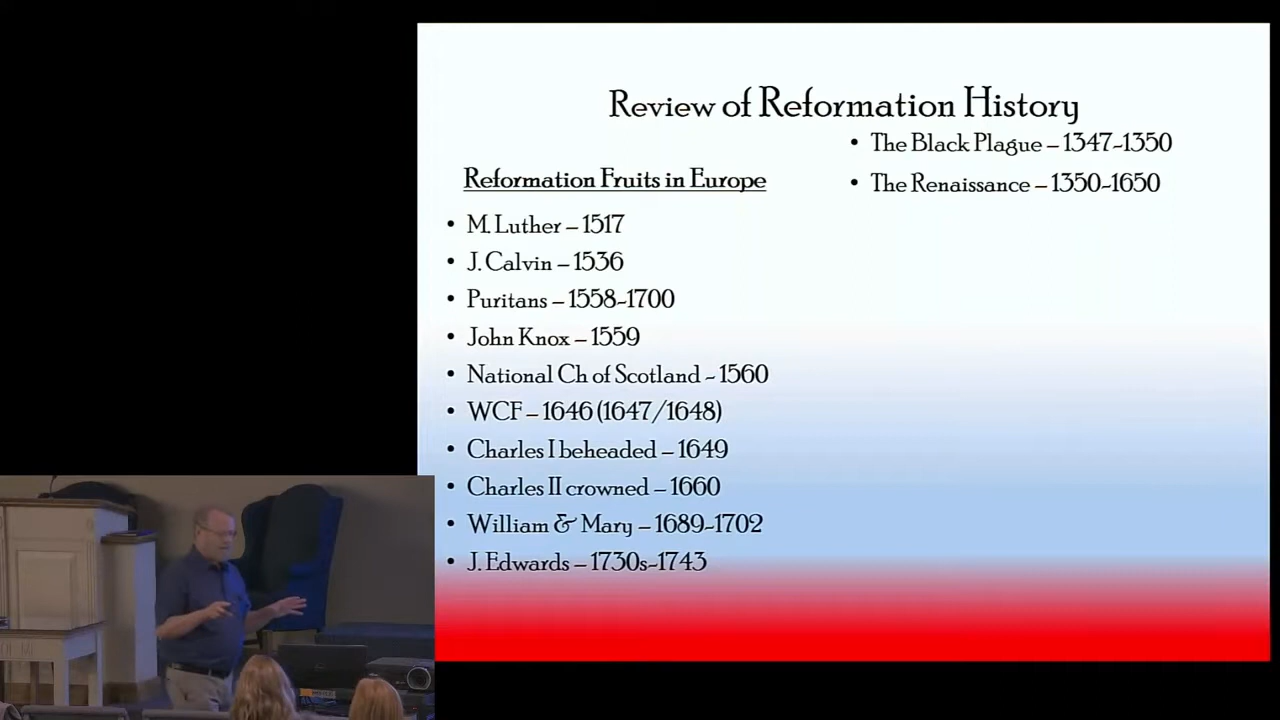 Review of Reformation History
Reformation Fruits in Europe
• M. Luther – 1517
• J. Calvin – 1536
• Puritans – 1558-1700
• John Knox – 1559
• National Ch of Scotland - 1560
• WCF – 1646 (1647/1648)
• Charles I beheaded – 1649
• Charles II crowned – 1660
• William & Mary – 1689-1702
• J. Edwards – 1730s-1743
• The Black Plague – 1347-1350
• The Renaissance – 1350-1650